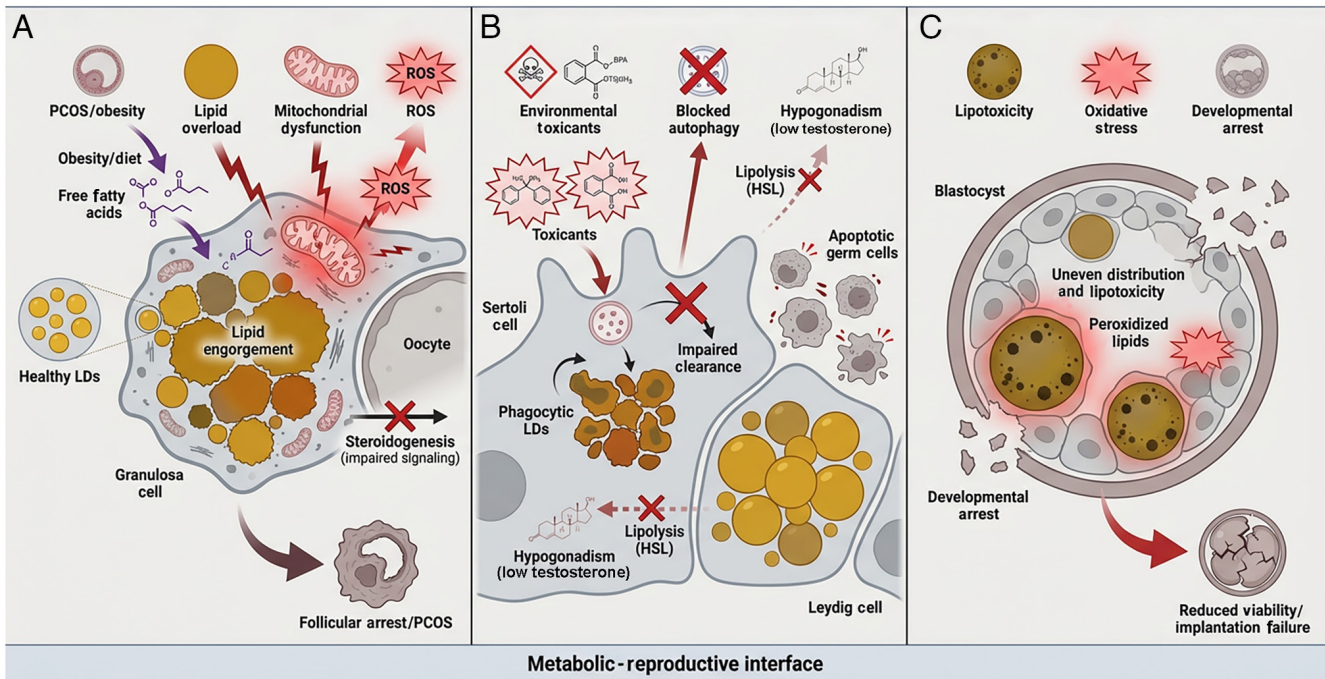 A
PCOS/obesity
Lipid
overload
Mitochondrial
dysfunction
ROS
ROS
Obesity/diet
Free fatty
acids
Healthy LDs
Lipid
engorgement
Oocyte
Steroidogenesis
(impaired signaling)
Granulosa
cell
Follicular arrest/PCOS
B
BPA
Environmental
toxicants
Blocked
autophagy
OH
O
H
H
Hypogonadism
(low testosterone)
Lipolysis
(HSL)
Toxicants
Apoptotic
germ cells
Sertoli
cell
Impaired
clearance
Phagocytic
LDs
Lipolysis
(HSL)
Hypogonadism
(low testosterone)
Leydig cell
C
Lipotoxicity
Oxidative
stress
Developmental
arrest
Blastocyst
Uneven distribution
and lipotoxicity
Peroxidized
lipids
Developmental
arrest
Reduced viability/
implantation failure
Metabolic-reproductive interface